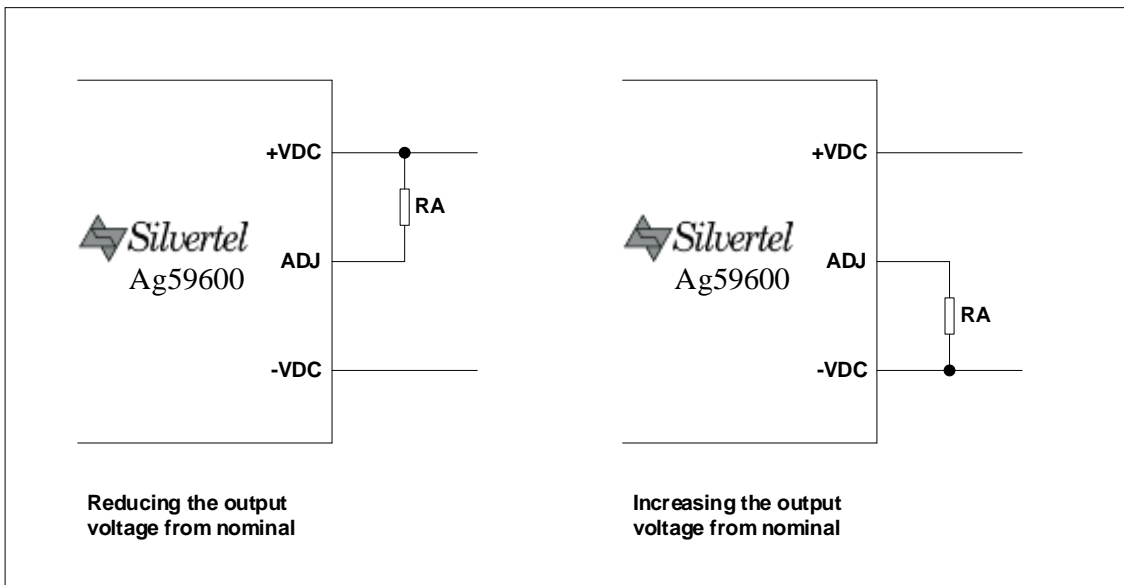 +VDC
RA
Silvertel
ADJ
Ag59600
-VDC
Reducing the output
voltage from nominal
+VDC
Silvertel
ADJ
Ag59600
RA
-VDC
Increasing the output
voltage from nominal